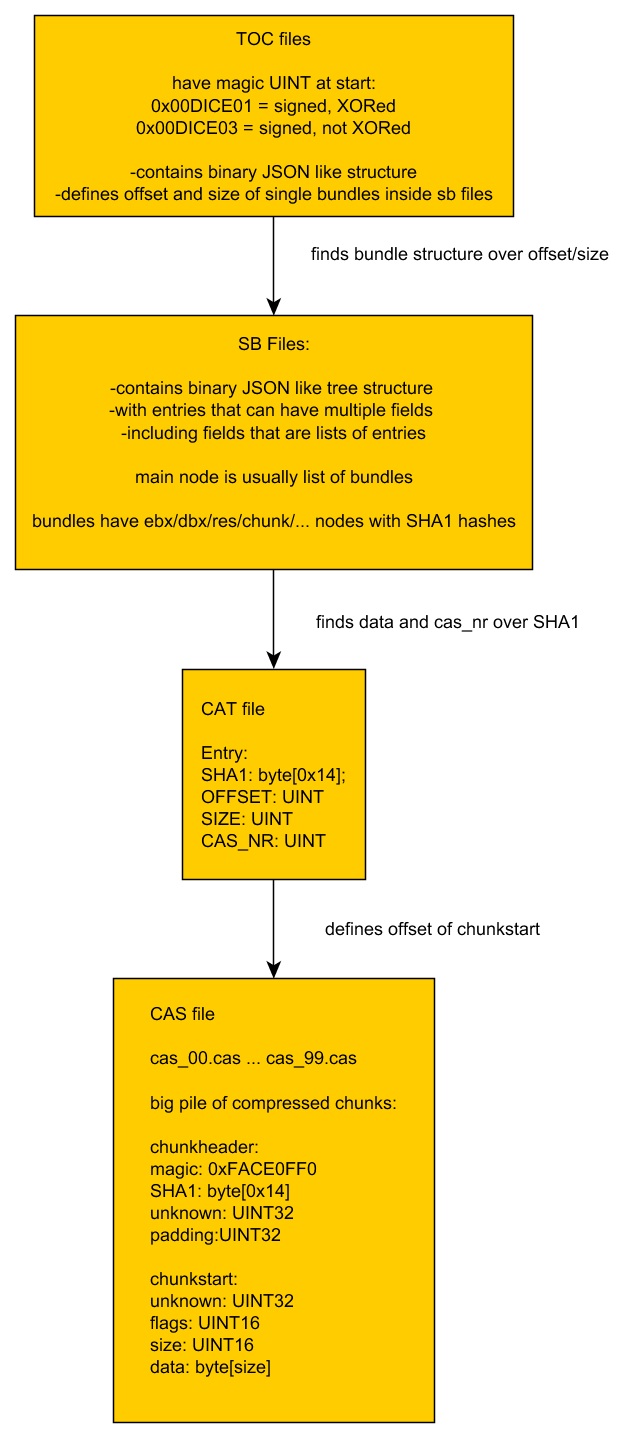 TOC files
have magic UINT at start:
0x00DICE01 = signed, XORed
0x00DICE03 = signed, not XORed
-contains binary JSON like structure
-defines offset and size of single bundles inside sb files
finds bundle structure over offset/size
SB Files:
-contains binary JSON like tree structure
-with entries that can have multiple fields
-including fields that are lists of entries
main node is usually list of bundles
bundles have ebx/dbx/res/chunk/... nodes with SHA1 hashes
finds data and cas_nr over SHA1
CAT file
Entry:
SHA1: byte[0x14];
OFFSET: UINT
SIZE: UINT
CAS_NR: UINT
defines offset of chunkstart
CAS file
cas_00.cas ... cas_99.cas
big pile of compressed chunks:
chunkheader:
magic: 0xFACE0FF0
SHA1: byte[0x14]
unknown: UINT32
padding:UINT32
chunkstart:
unknown: UINT32
flags: UINT16
size: UINT16
data: byte[size]